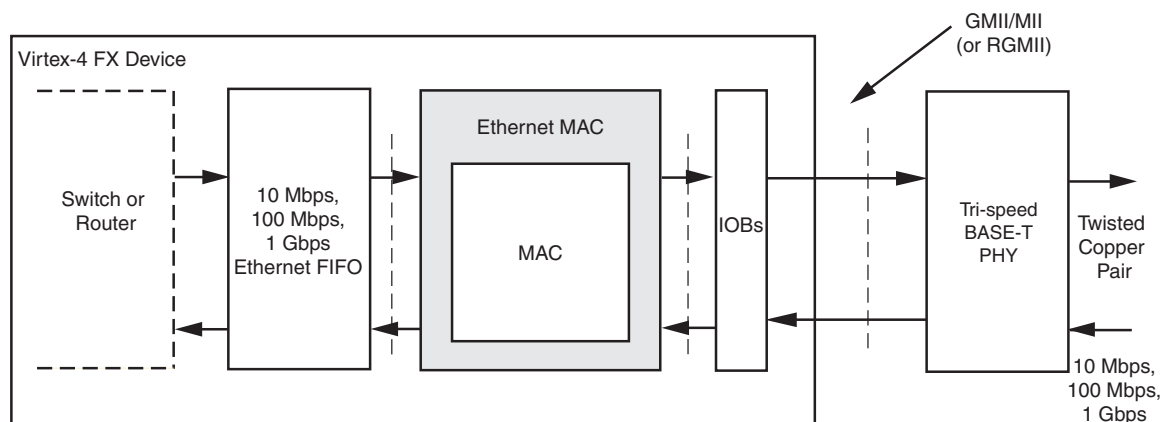 GMII/MII
(or RGMII)
Virtex-4 FX Device
Switch or
Router
10 Mbps,
100 Mbps,
1 Gbps
Ethernet FIFO
Ethernet MAC
MAC
IOBs
Tri-speed
BASE-T
PHY
Twisted
Copper
Pair
10 Mbps,
100 Mbps,
1 Gbps